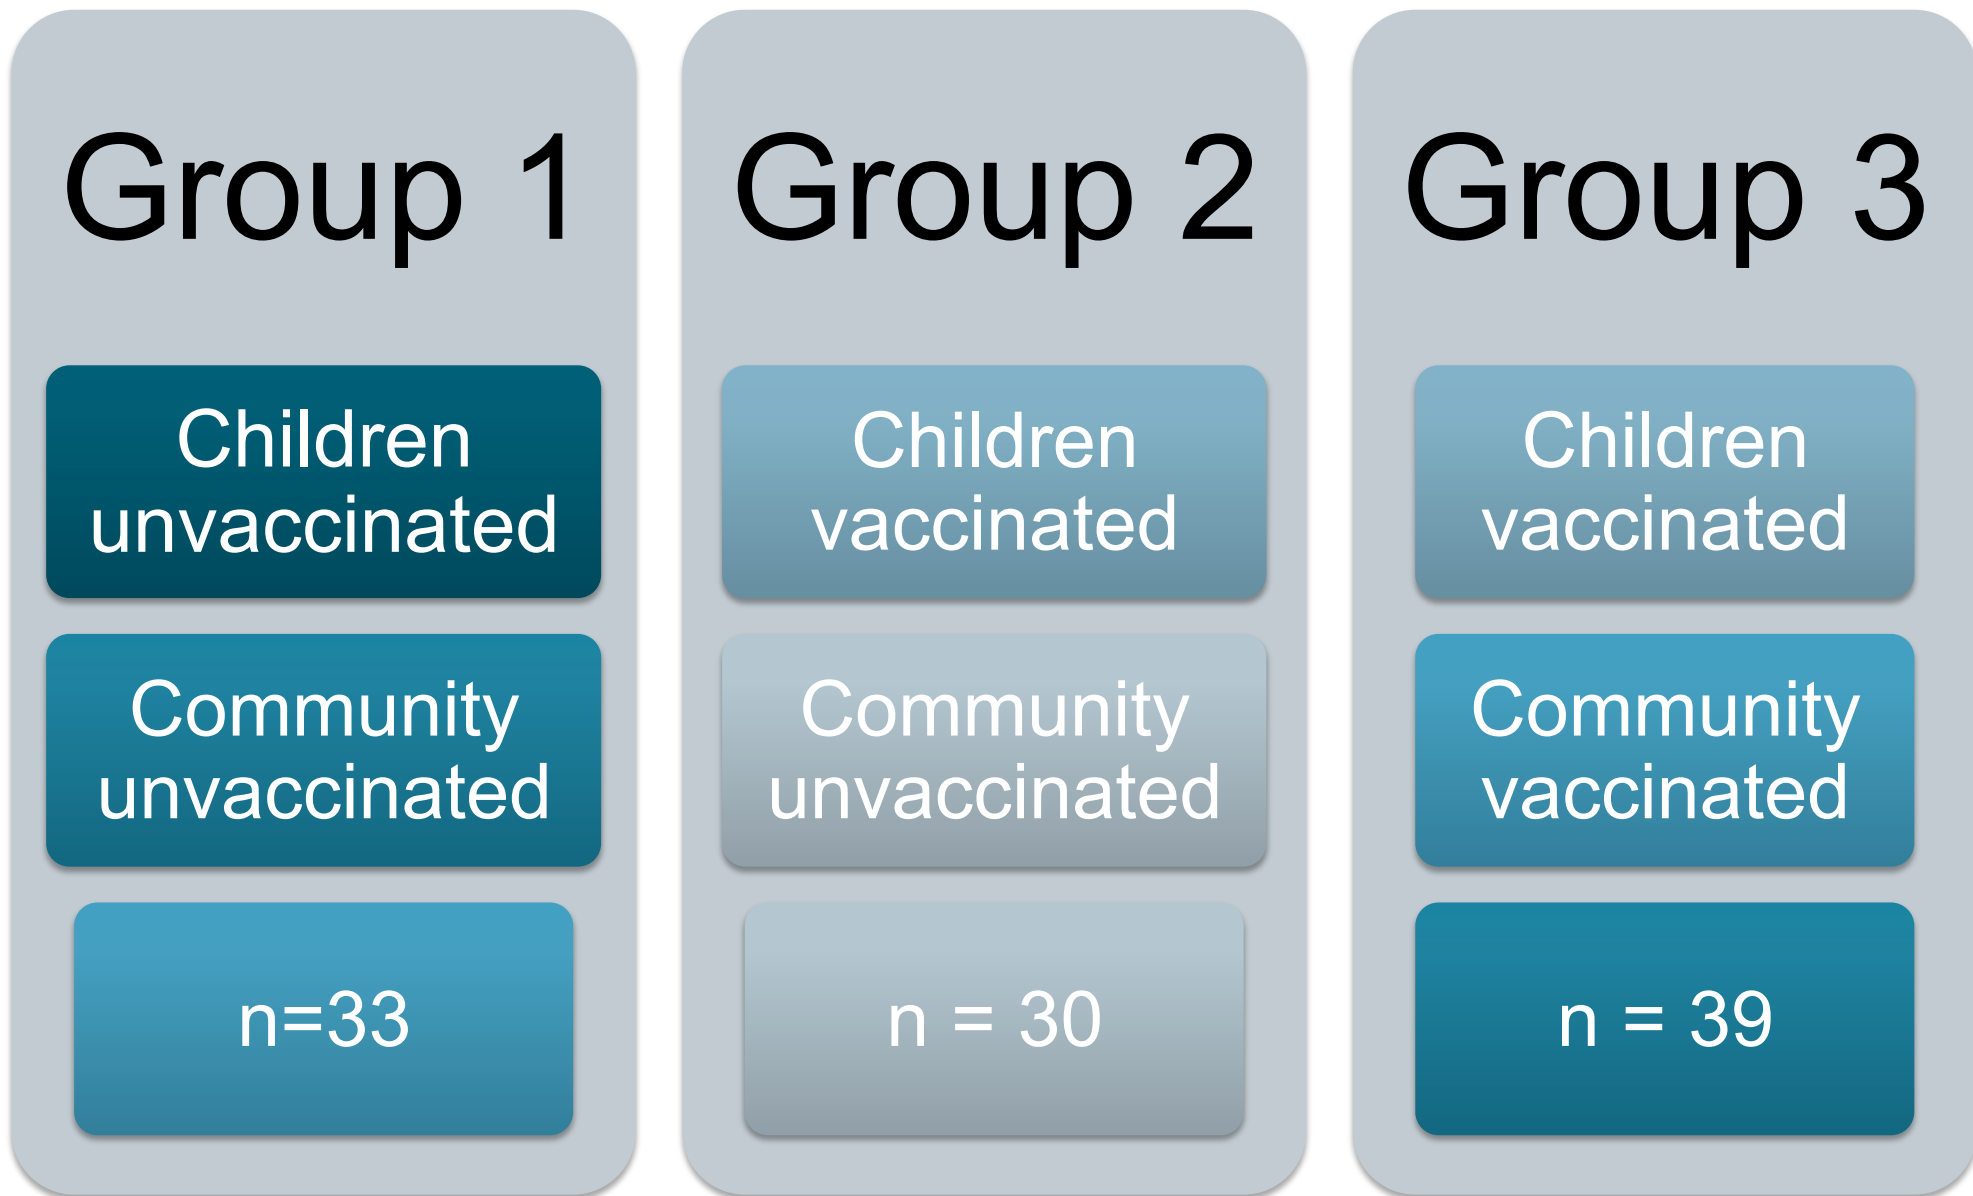 Group 1
Children
unvaccinated
Community
unvaccinated
n=33
Group 2
Children
vaccinated
Community
unvaccinated
n = 30
Group 3
Children
vaccinated
Community
vaccinated
n = 39